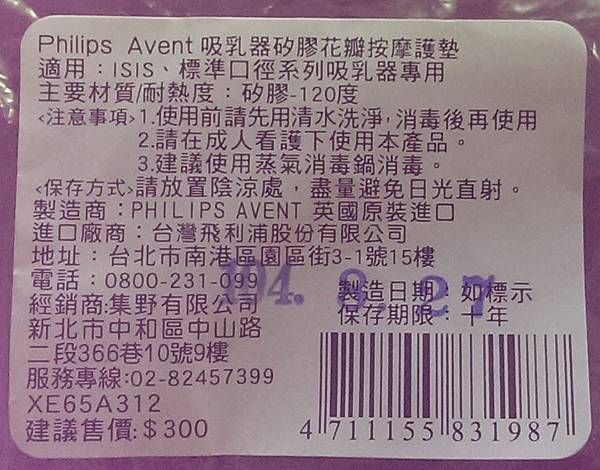 Philips Avent 吸乳器矽膠花瓣按摩護墊
適用：ISIS、標準口徑系列吸乳器專用
主要材質/耐熱度：矽膠-120度
<注意事項>1.使用前請先用清水洗淨，消毒後再使用
2.請在成人看護下使用本產品。
3.建議使用蒸氣消毒鍋消毒。
<保存方式>請放置陰涼處，盡量避免日光直射。
製造商：PHILIPS AVENT 英國原裝進口
進口廠商：台灣飛利浦股份有限公司
地址：台北市南港區園區街3-1號15樓
電話：0800-231-099
104. 8. 27
製造日期：如標示
保存期限：十年
經銷商:集野有限公司
新北市中和區中山路
二段366巷10號9樓
服務專線:02-82457399
XE65A312
建議售價:$300
4 711155 831987